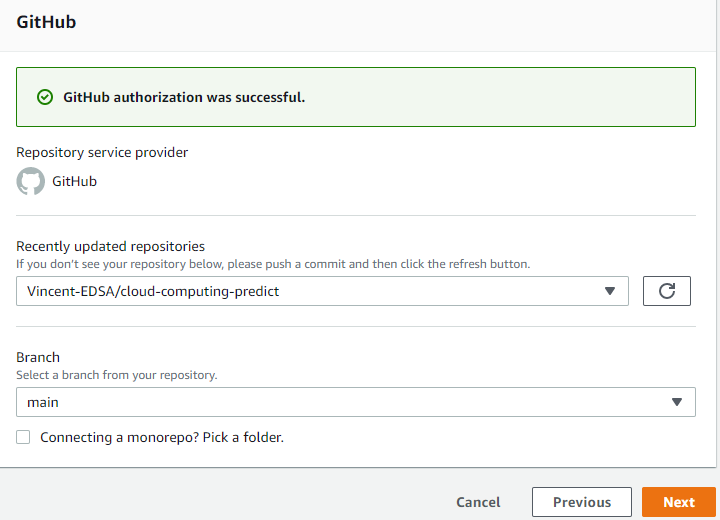 GitHub
GitHub authorization was successful.
Repository service provider
GitHub
Recently updated repositories
If you don't see your repository below, please push a commit and then click the refresh button.
Vincent-EDSA/cloud-computing-predict
Branch
Select a branch from your repository.
main
Connecting a monorepo? Pick a folder.
Cancel Previous Next